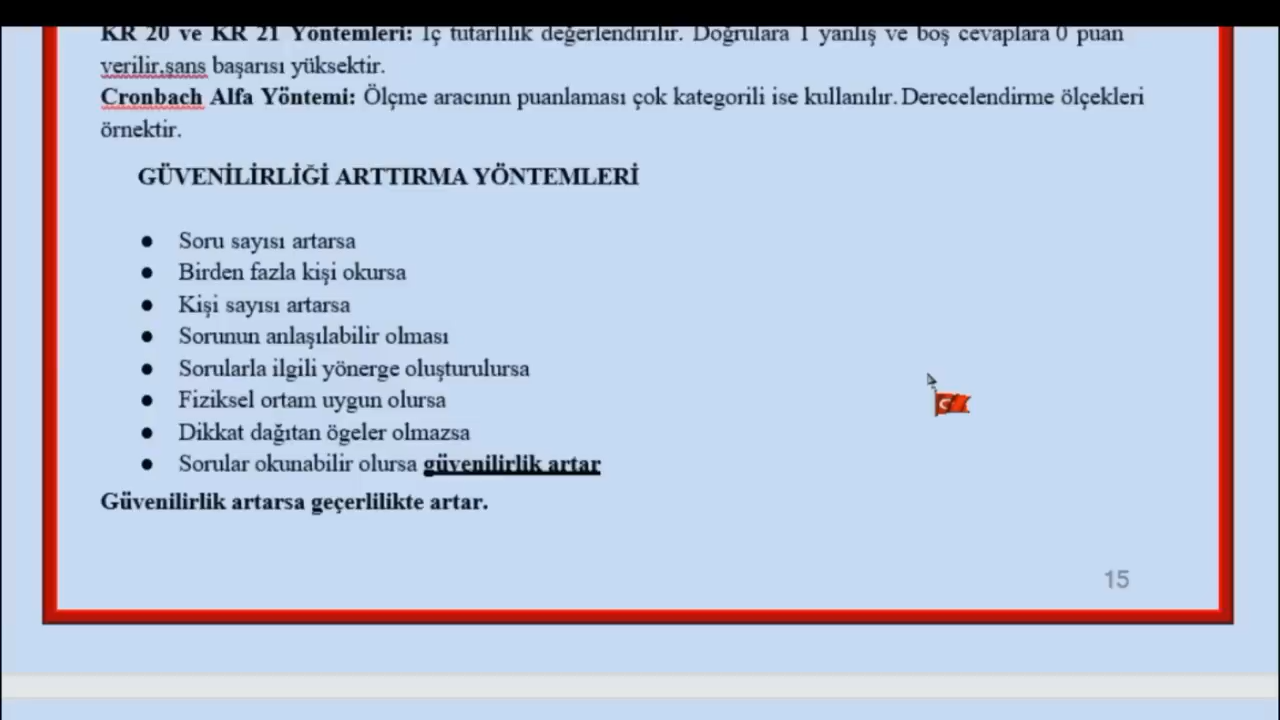 KR 20 ve KR 21 Yöntemleri: İç tutarlılık değerlendirilir. Doğrulara 1 yanlış ve boş cevaplara 0 puan
verilir,şans başarısı yüksektir.
Cronbach Alfa Yöntemi: Ölçme aracının puanlaması çok kategorili ise kullanılır. Derecelendirme ölçekleri
örnektir.
GÜVENİLİRLİĞİ ARTTIRMA YÖNTEMLERİ
● Soru sayısı artarsa
● Birden fazla kişi okursa
● Kişi sayısı artarsa
● Sorunun anlaşılabilir olması
● Sorularla ilgili yönerge oluşturulursa
● Fiziksel ortam uygun olursa
● Dikkat dağıtan ögeler olmazsa
● Sorular okunabilir olursa güvenilirlik artar
Güvenilirlik artarsa geçerlilikte artar.
15